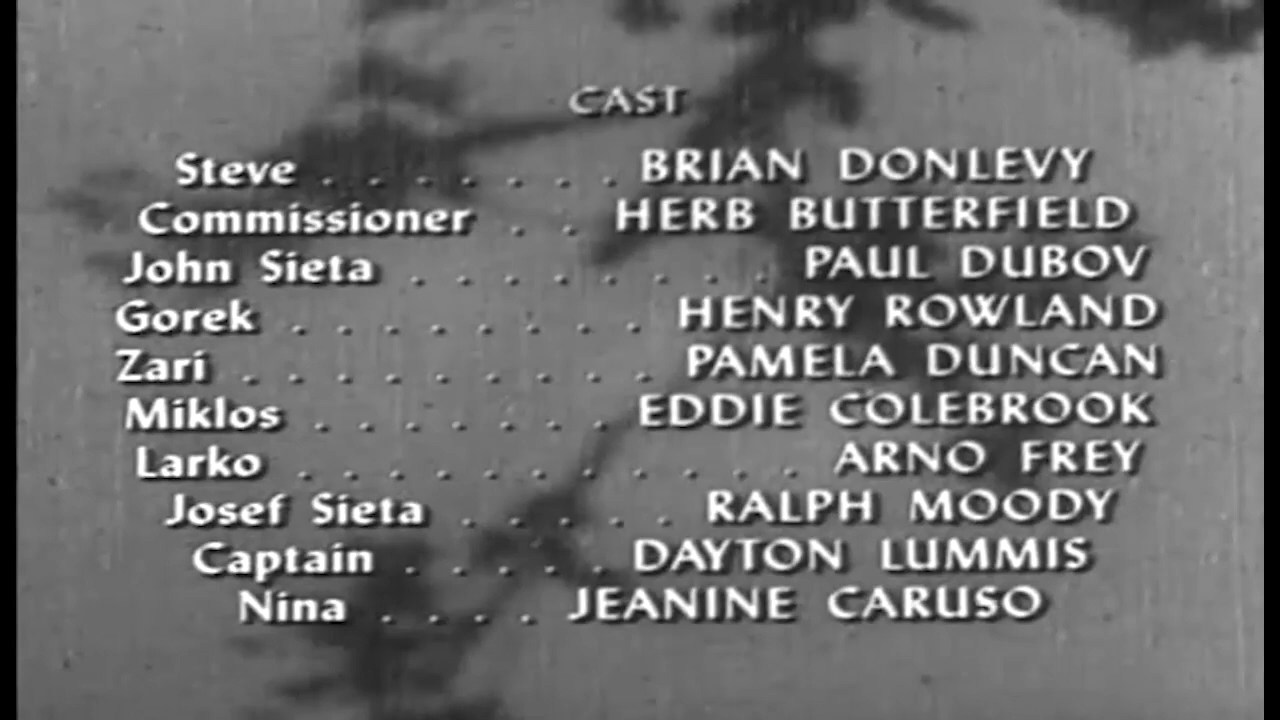 CAST
Steve . . . . . . . BRIAN DONLEVY
Commissioner . . HERB BUTTERFIELD
John Sieta . . . . . . . . . PAUL DUBOV
Gorek . . . . . . . . HENRY ROWLAND
Zari . . . . . . . . . PAMELA DUNCAN
Miklos . . . . . . . EDDIE COLEBROOK
Larko . . . . . . . . . . . . ARNO FREY
Josef Sieta . . . . . RALPH MOODY
Captain . . . . . DAYTON LUMMIS
Nina . . . . JEANINE CARUSO